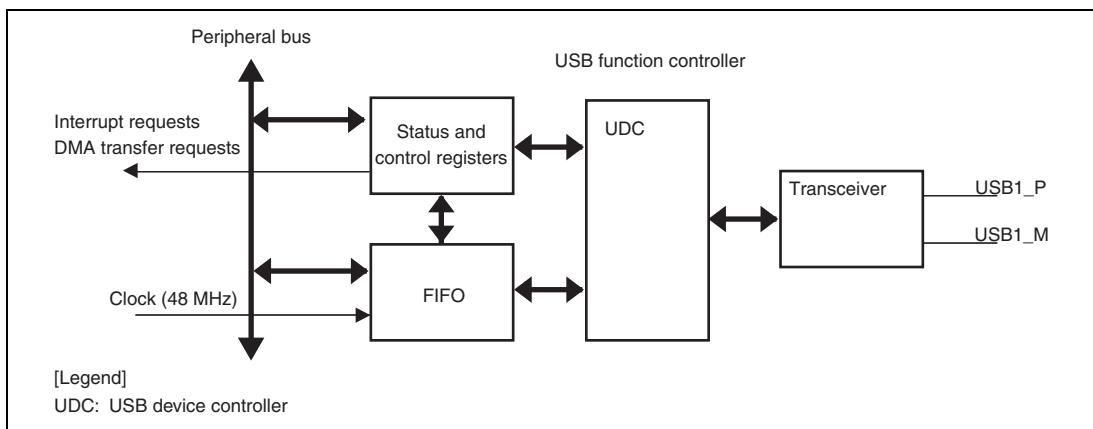 Peripheral bus
USB function controller
Interrupt requests
DMA transfer requests
Status and
control registers
UDC
Transceiver
USB1_P
USB1_M
FIFO
Clock (48 MHz)
[Legend]
UDC: USB device controller